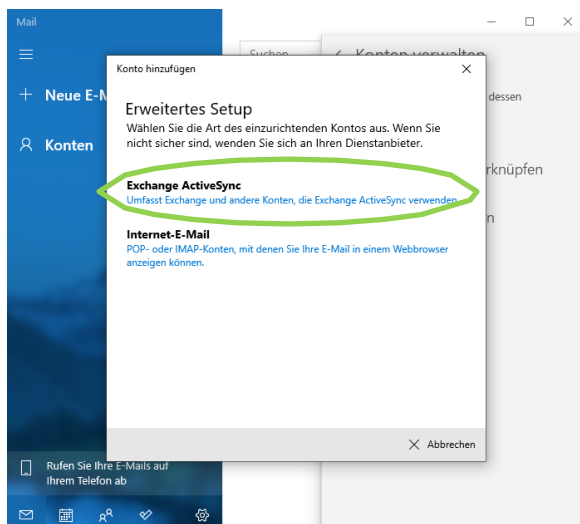 Mail
Konten verwalten
Konto hinzufügen
Neue E-M
dessen
Erweitertes Setup
Wählen Sie die Art des einzurichtenden Kontos aus. Wenn Sie
nicht sicher sind, wenden Sie sich an Ihren Dienstanbieter.
Konten
rknüpfen
Exchange ActiveSync
Umfasst Exchange und andere Konten, die Exchange ActiveSync verwenden.
n
Internet-E-Mail
POP- oder IMAP-Konten, mit denen Sie Ihre E-Mail in einem Webbrowser
anzeigen können.
Abbrechen
Rufen Sie Ihre E-Mails auf
Ihrem Telefon ab